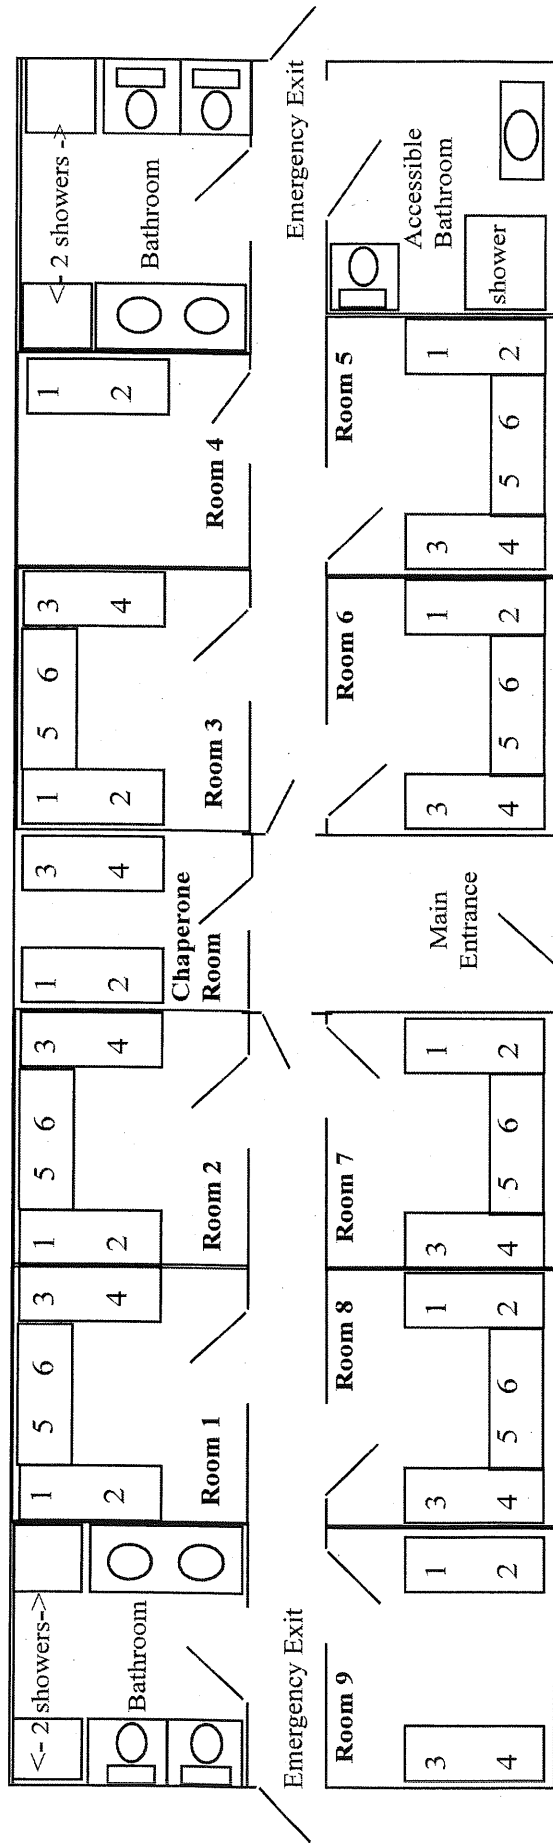 <- 2 showers->
Bathroom
1 5 6 3
2 4
Room 1
1 5 6 3
2 4
Room 2
1 3
2 4
Chaperone
Room
1 5 6 3
2 4
Room 3
1
2
Room 4
<- 2 showers ->
Bathroom
Emergency Exit
Emergency Exit
Room 9
3 1
4 2
Room 8
3 1
4 5 6 2
Room 7
3 1
4 5 6 2
Main
Entrance
Room 6
3 1
4 5 6 2
Room 5
3 1
4 5 6 2
Accessible
Bathroom
shower